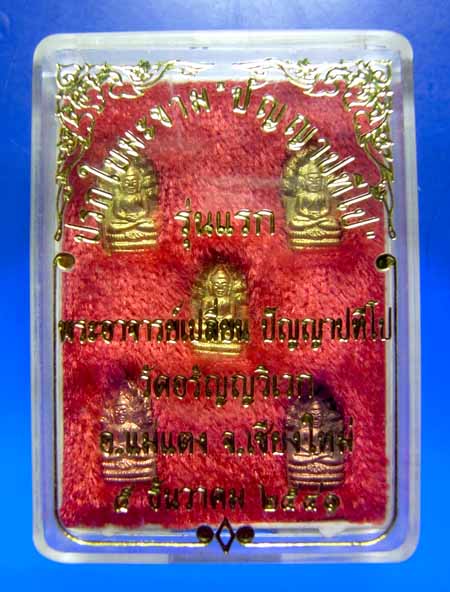 ปรกใบมะขาม "ปัญญาปทีโป"
รุ่นแรก
พระอาจารย์เปลี่ยน ปัญญาปทีโป
วัดอรัญญวิเวก
อ.แม่แตง จ.เชียงใหม่
๕ ธันวาคม ๒๕๔๑